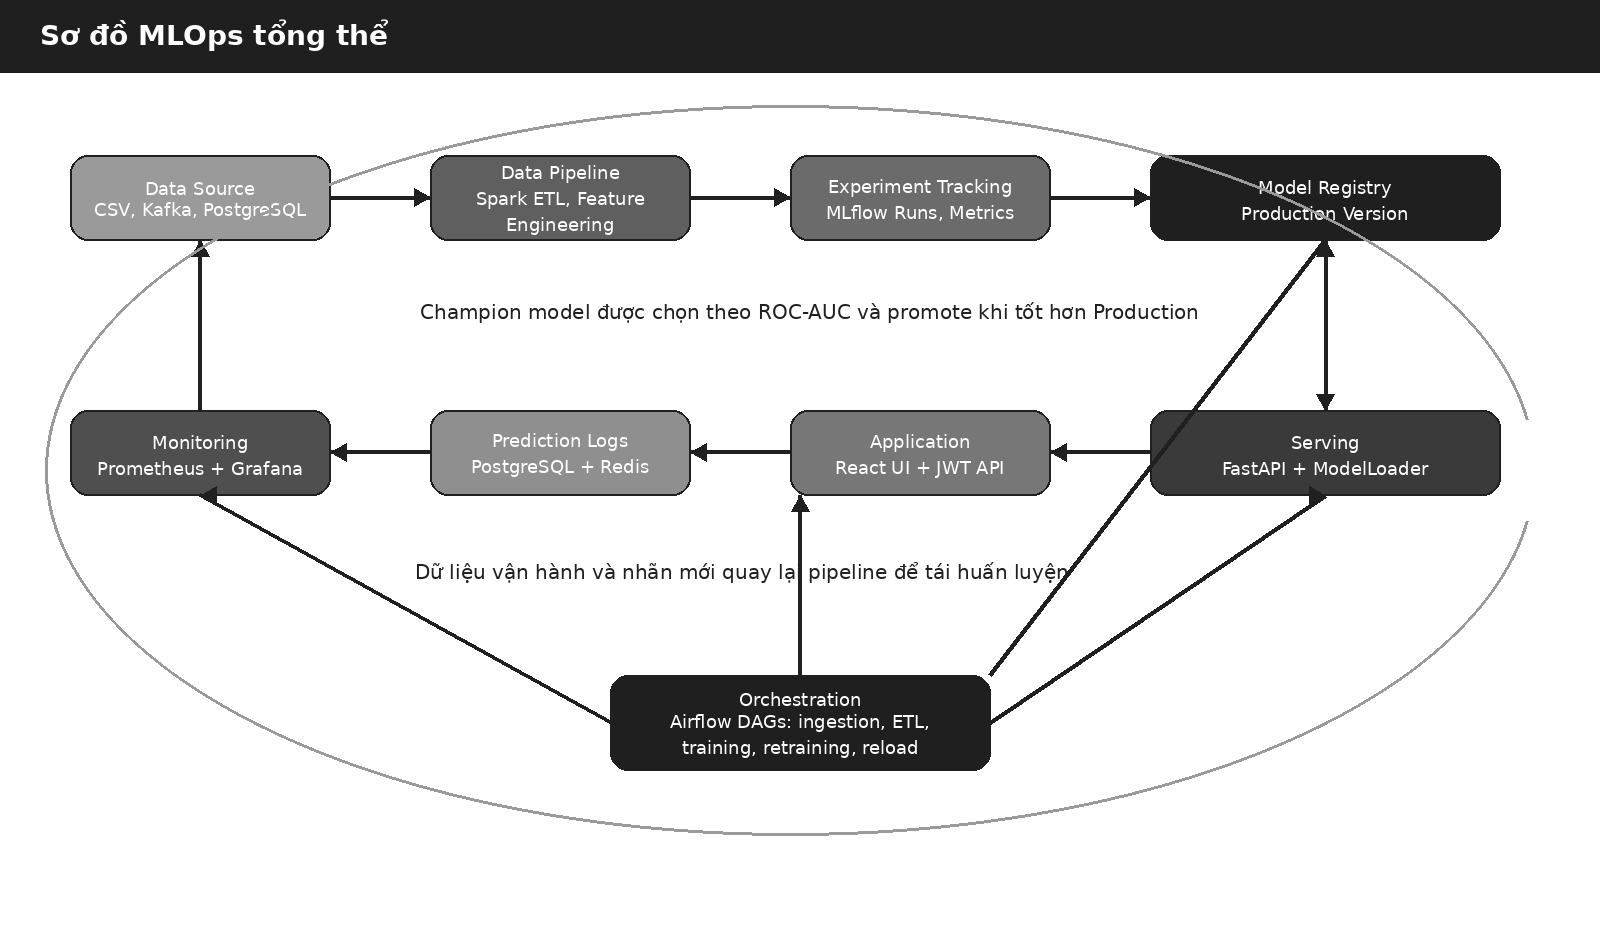 Sơ đồ MLOps tổng thể
Data Source
CSV, Kafka, PostgreSQL
Data Pipeline
Spark ETL, Feature
Engineering
Experiment Tracking
MLflow Runs, Metrics
Model Registry
Production Version
Champion model được chọn theo ROC-AUC và promote khi tốt hơn Production
Monitoring
Prometheus + Grafana
Prediction Logs
PostgreSQL + Redis
Application
React UI + JWT API
Serving
FastAPI + ModelLoader
Dữ liệu vận hành và nhãn mới quay lại pipeline để tái huấn luyện
Orchestration
Airflow DAGs: ingestion, ETL,
training, retraining, reload